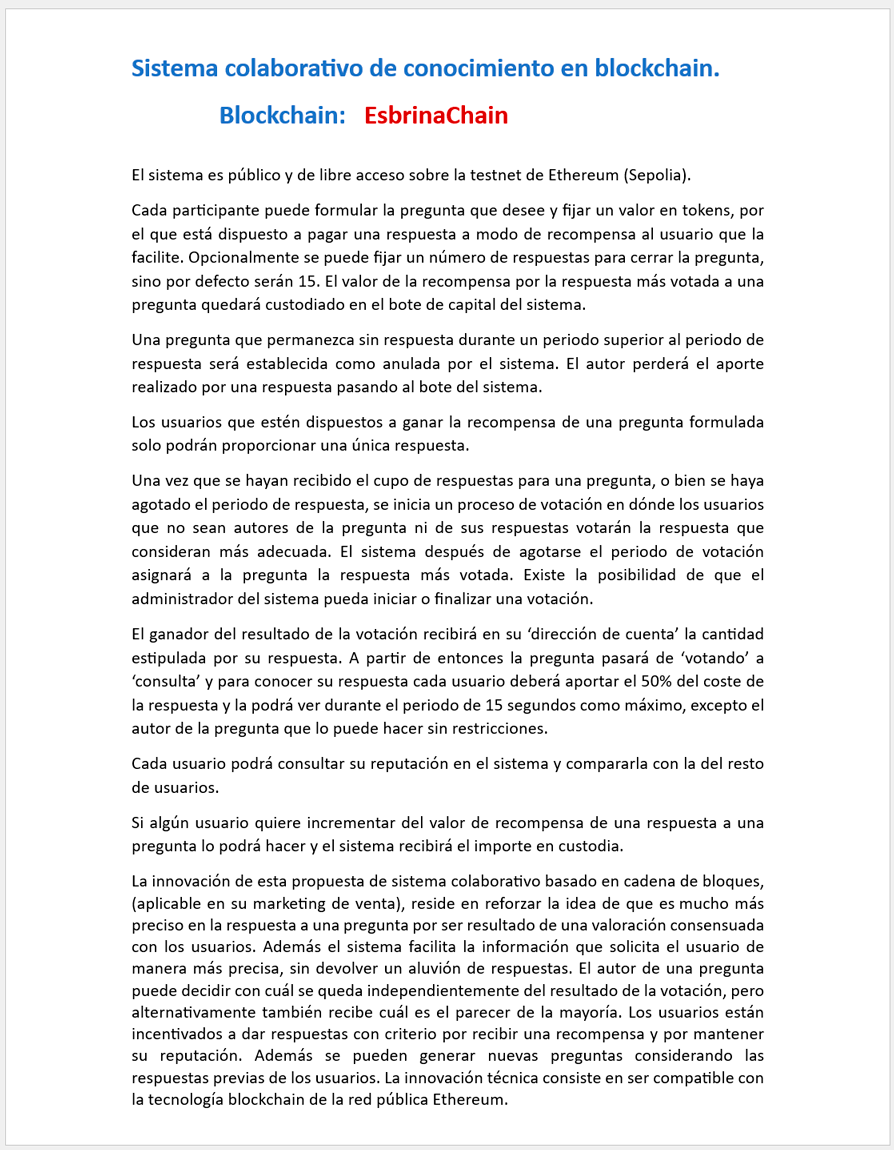 Sistema colaborativo de conocimiento en blockchain.
Blockchain: EsbrinaChain
El sistema es público y de libre acceso sobre la testnet de Ethereum (Sepolia).
Cada participante puede formular la pregunta que desee y fijar un valor en tokens, por
el que está dispuesto a pagar una respuesta a modo de recompensa al usuario que la
facilite. Opcionalmente se puede fijar un número de respuestas para cerrar la pregunta,
sino por defecto serán 15. El valor de la recompensa por la respuesta más votada a una
pregunta quedará custodiado en el bote de capital del sistema.
Una pregunta que permanezca sin respuesta durante un periodo superior al periodo de
respuesta será establecida como anulada por el sistema. El autor perderá el aporte
realizado por una respuesta pasando al bote del sistema.
Los usuarios que estén dispuestos a ganar la recompensa de una pregunta formulada
solo podrán proporcionar una única respuesta.
Una vez que se hayan recibido el cupo de respuestas para una pregunta, o bien se haya
agotado el periodo de respuesta, se inicia un proceso de votación en dónde los usuarios
que no sean autores de la pregunta ni de sus respuestas votarán la respuesta que
consideran más adecuada. El sistema después de agotarse el periodo de votación
asignará a la pregunta la respuesta más votada. Existe la posibilidad de que el
administrador del sistema pueda iniciar o finalizar una votación.
El ganador del resultado de la votación recibirá en su ‘dirección de cuenta’ la cantidad
estipulada por su respuesta. A partir de entonces la pregunta pasará de ‘votando’ a
‘consulta’ y para conocer su respuesta cada usuario deberá aportar el 50% del coste de
la respuesta y la podrá ver durante el periodo de 15 segundos como máximo, excepto el
autor de la pregunta que lo puede hacer sin restricciones.
Cada usuario podrá consultar su reputación en el sistema y compararla con la del resto
de usuarios.
Si algún usuario quiere incrementar del valor de recompensa de una respuesta a una
pregunta lo podrá hacer y el sistema recibirá el importe en custodia.
La innovación de esta propuesta de sistema colaborativo basado en cadena de bloques,
(aplicable en su marketing de venta), reside en reforzar la idea de que es mucho más
preciso en la respuesta a una pregunta por ser resultado de una valoración consensuada
con los usuarios. Además el sistema facilita la información que solicita el usuario de
manera más precisa, sin devolver un aluvión de respuestas. El autor de una pregunta
puede decidir con cuál se queda independientemente del resultado de la votación, pero
alternativamente también recibe cuál es el parecer de la mayoría. Los usuarios están
incentivados a dar respuestas con criterio por recibir una recompensa y por mantener
su reputación. Además se pueden generar nuevas preguntas considerando las
respuestas previas de los usuarios. La innovación técnica consiste en ser compatible con
la tecnología blockchain de la red pública Ethereum.